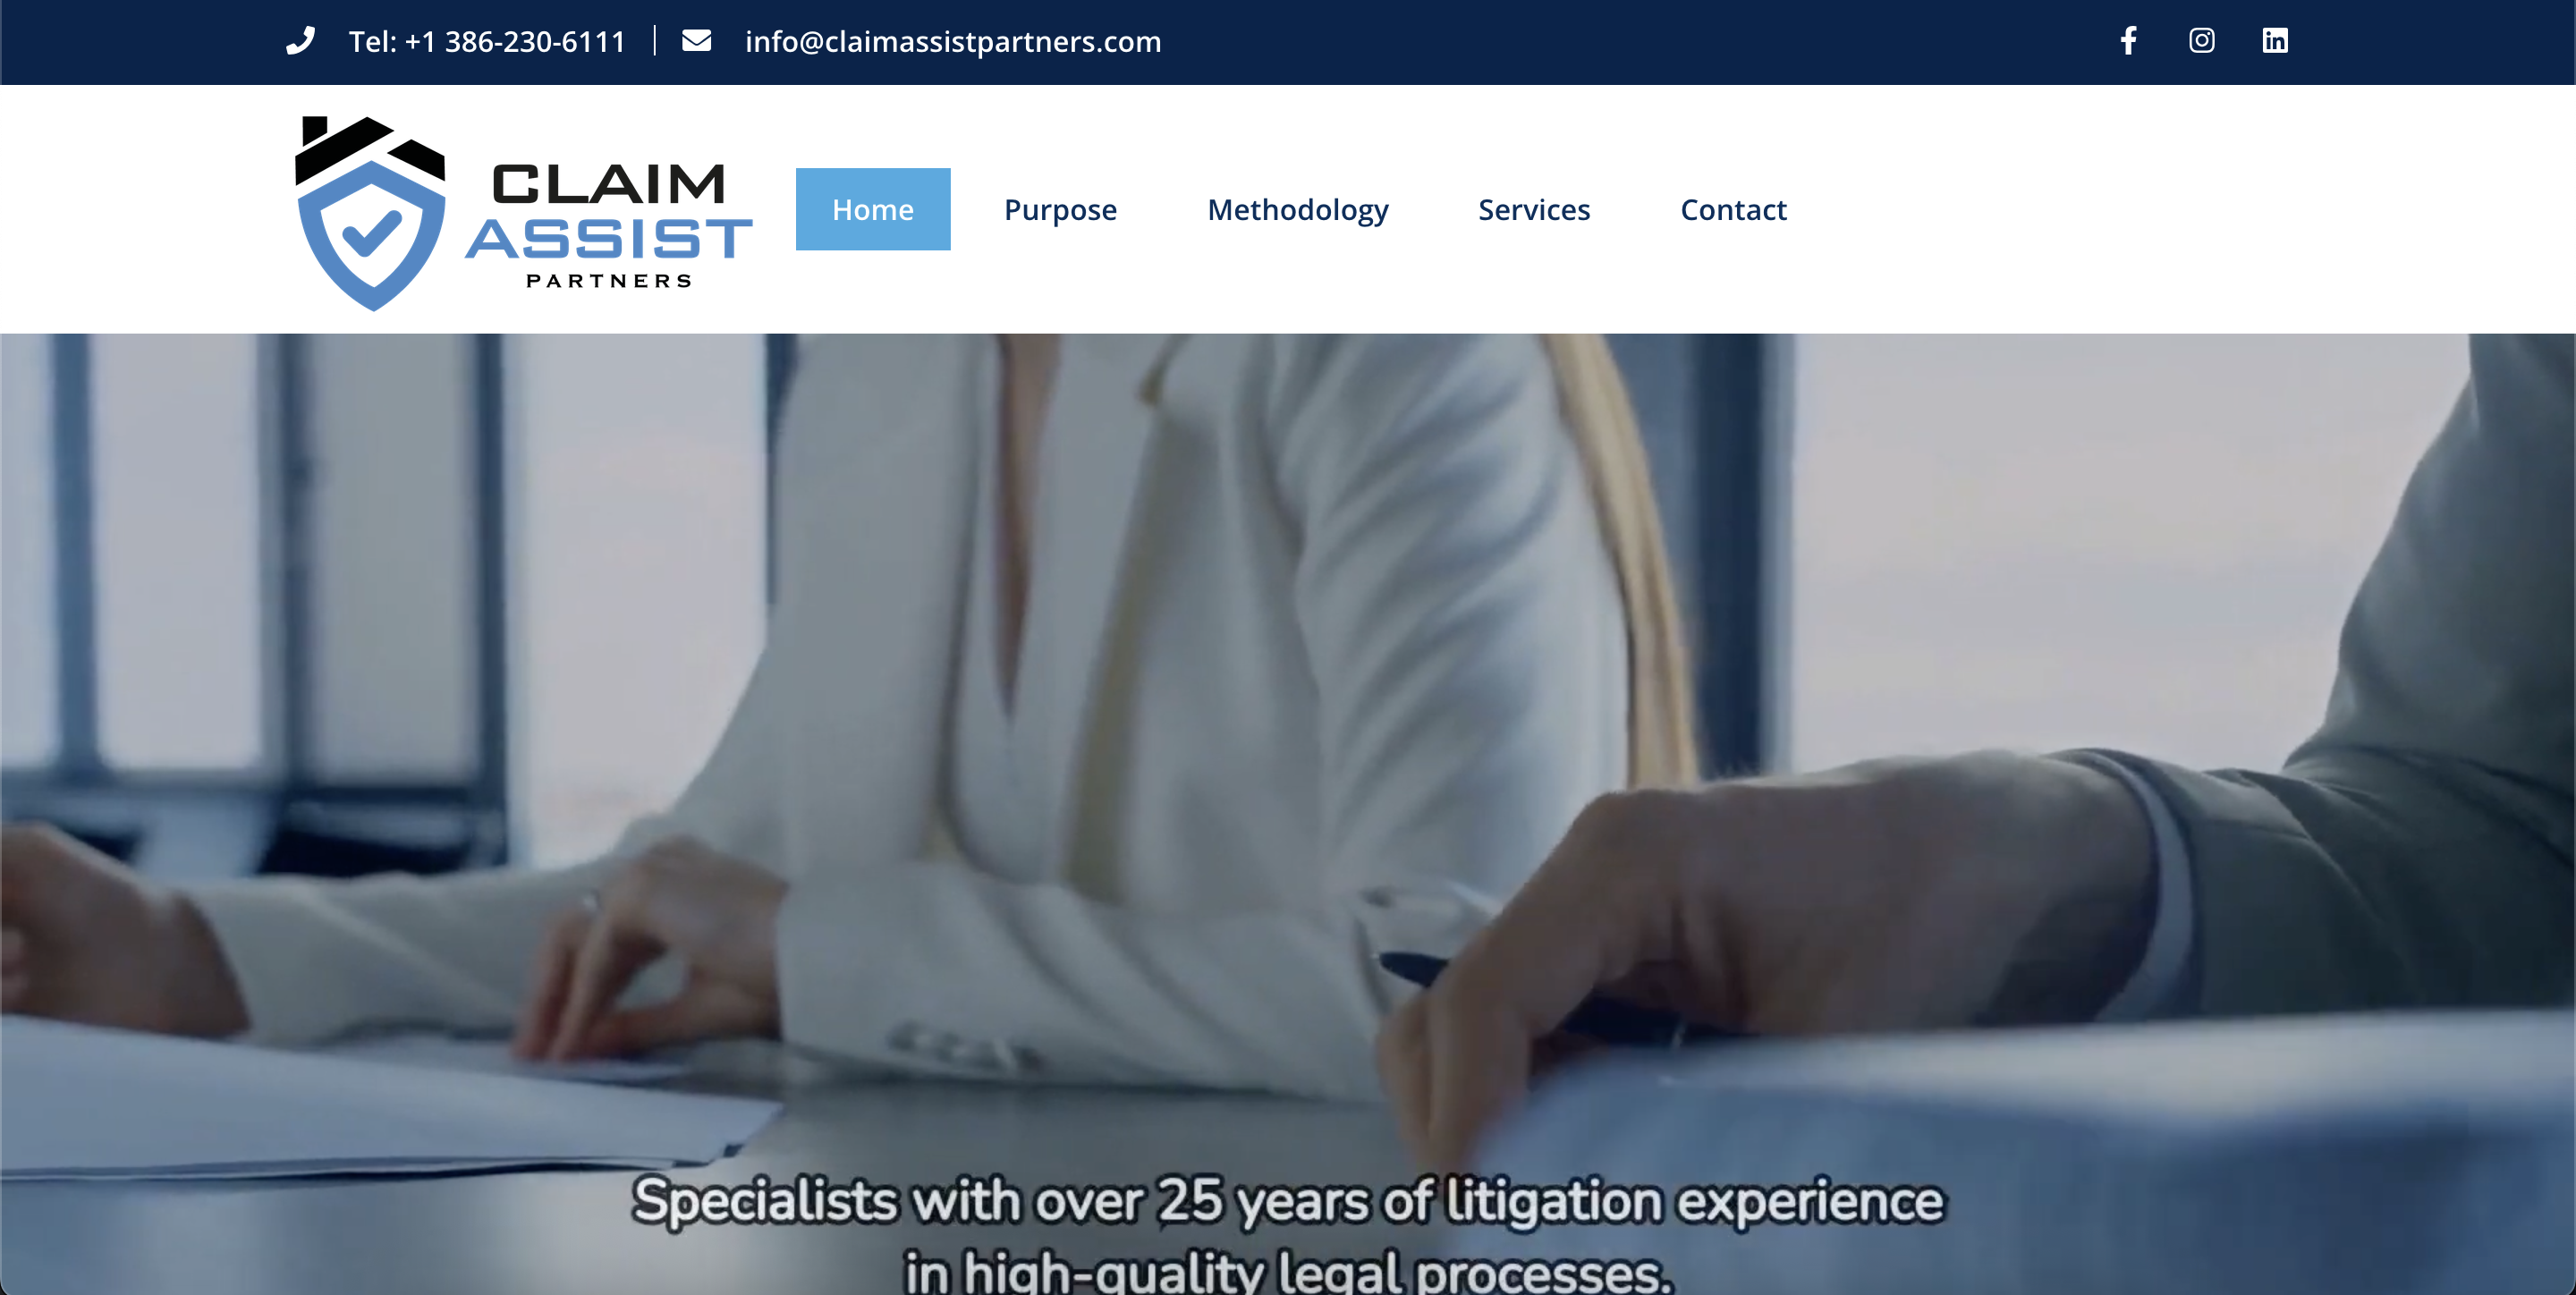 Tel: +1 386-230-6111
info@claimassistpartners.com
CLAIM
ASSIST
PARTNERS
Home
Purpose
Methodology
Services
Contact
Specialists with over 25 years of litigation experience
in high-quality legal processes.